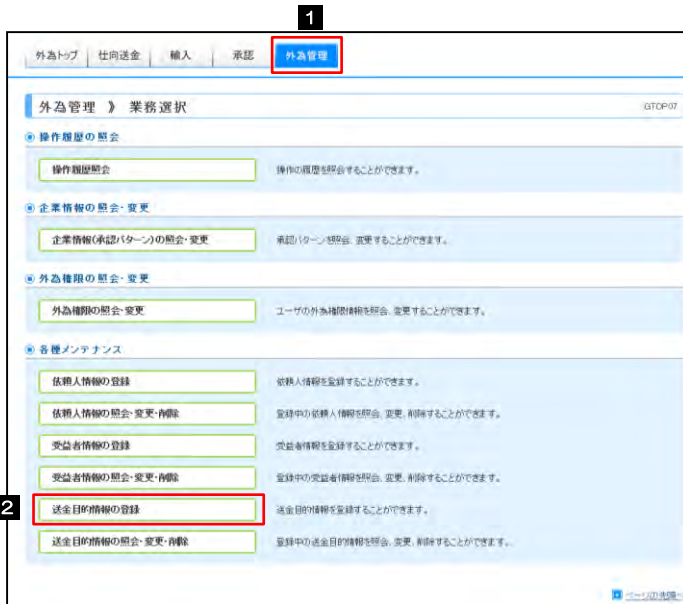 1
外為トップ 仕向送金 輸入 承認 外為管理
外為管理 》 業務選択 GTOP07
操作履歴の照会
操作履歴照会 操作の履歴を照会することができます。
企業情報の照会・変更
企業情報(承認パターン)の照会・変更 承認パターンを照会、変更することができます。
外為権限の照会・変更
外為権限の照会・変更 ユーザの外為権限情報を照会、変更することができます。
各種メンテナンス
依頼人情報の登録 依頼人情報を登録することができます。
依頼人情報の照会・変更・削除 登録中の依頼人情報を照会、変更、削除することができます。
受益者情報の登録 受益者情報を登録することができます。
受益者情報の照会・変更・削除 登録中の受益者情報を照会、変更、削除することができます。
2 送金目的情報の登録 送金目的情報を登録することができます。
送金目的情報の照会・変更・削除 登録中の送金目的情報を照会、変更、削除することができます。
ページの先頭へ